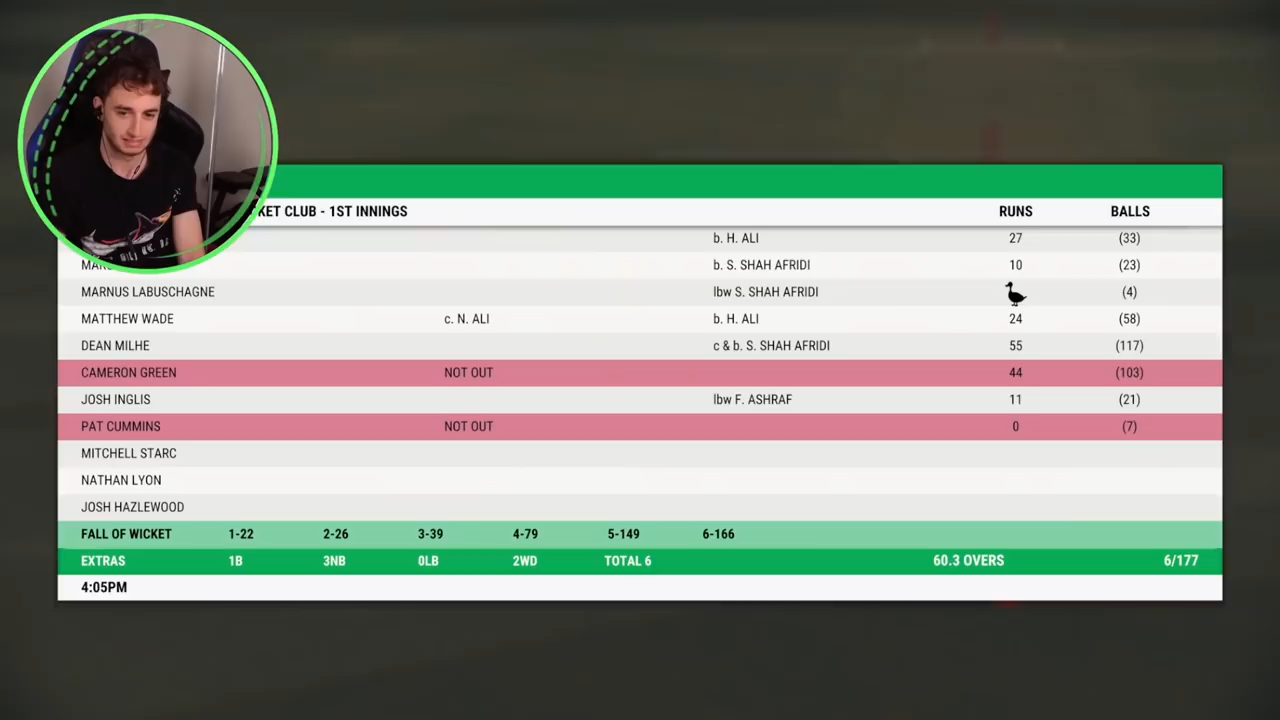 KET CLUB - 1ST INNINGS RUNS BALLS
b. H. ALI 27 (33)
b. S. SHAH AFRIDI 10 (23)
MARNUS LABUSCHAGNE lbw S. SHAH AFRIDI (4)
MATTHEW WADE c. N. ALI b. H. ALI 24 (58)
DEAN MILHE c & b. S. SHAH AFRIDI 55 (117)
CAMERON GREEN NOT OUT 44 (103)
JOSH INGLIS lbw F. ASHRAF 11 (21)
PAT CUMMINS NOT OUT 0 (7)
MITCHELL STARC
NATHAN LYON
JOSH HAZLEWOOD
FALL OF WICKET 1-22 2-26 3-39 4-79 5-149 6-166
EXTRAS 1B 3NB 0LB 2WD TOTAL 6 60.3 OVERS 6/177
4:05PM